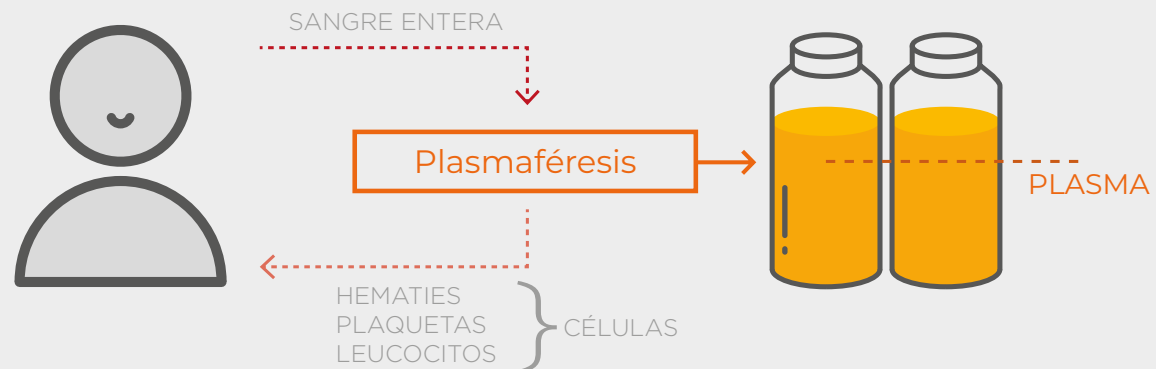 SANGRE ENTERA
Plasmaféresis
PLASMA
HEMATIES
PLAQUETAS
LEUCOCITOS
CÉLULAS